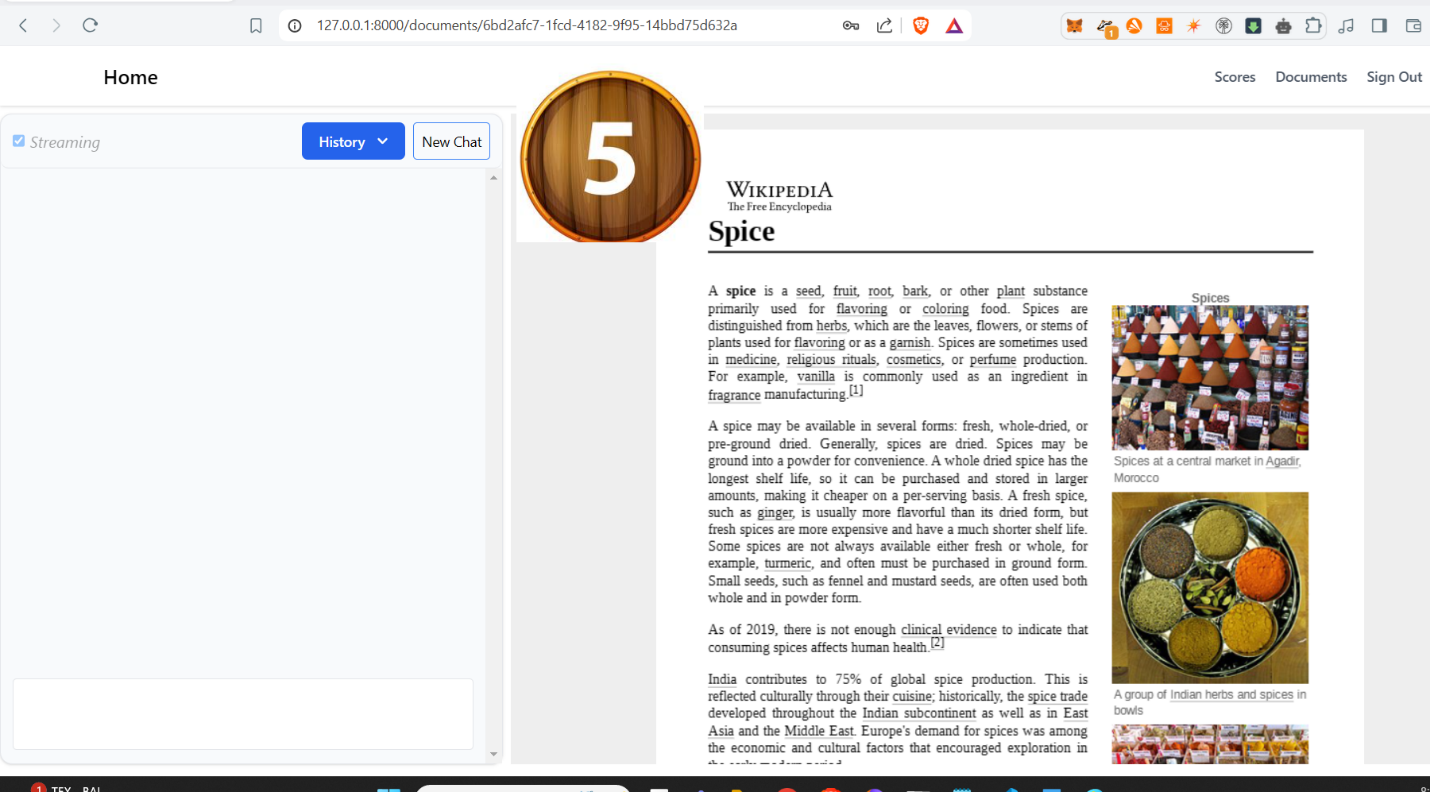 127.0.0.1:8000/documents/6bd2afc7-1fcd-4182-9f95-14bbd75d632a
1
Home
Scores Documents Sign Out
Streaming
History
New Chat
5
WIKIPEDIA
The Free Encyclopedia
Spice
A spice is a seed, fruit, root, bark, or other plant substance
primarily used for flavoring or coloring food. Spices are
distinguished from herbs, which are the leaves, flowers, or stems of
plants used for flavoring or as a garnish. Spices are sometimes used
in medicine, religious rituals, cosmetics, or perfume production.
For example, vanilla is commonly used as an ingredient in
fragrance manufacturing.[1]
A spice may be available in several forms: fresh, whole-dried, or
pre-ground dried. Generally, spices are dried. Spices may be
ground into a powder for convenience. A whole dried spice has the
longest shelf life, so it can be purchased and stored in larger
amounts, making it cheaper on a per-serving basis. A fresh spice,
such as ginger, is usually more flavorful than its dried form, but
fresh spices are more expensive and have a much shorter shelf life.
Some spices are not always available either fresh or whole, for
example, turmeric, and often must be purchased in ground form.
Small seeds, such as fennel and mustard seeds, are often used both
whole and in powder form.
As of 2019, there is not enough clinical evidence to indicate that
consuming spices affects human health.[2]
India contributes to 75% of global spice production. This is
reflected culturally through their cuisine; historically, the spice trade
developed throughout the Indian subcontinent as well as in East
Asia and the Middle East. Europe's demand for spices was among
the economic and cultural factors that encouraged exploration in
the early modern period.
Spices
Spices at a central market in Agadir,
Morocco
A group of Indian herbs and spices in
bowls
1